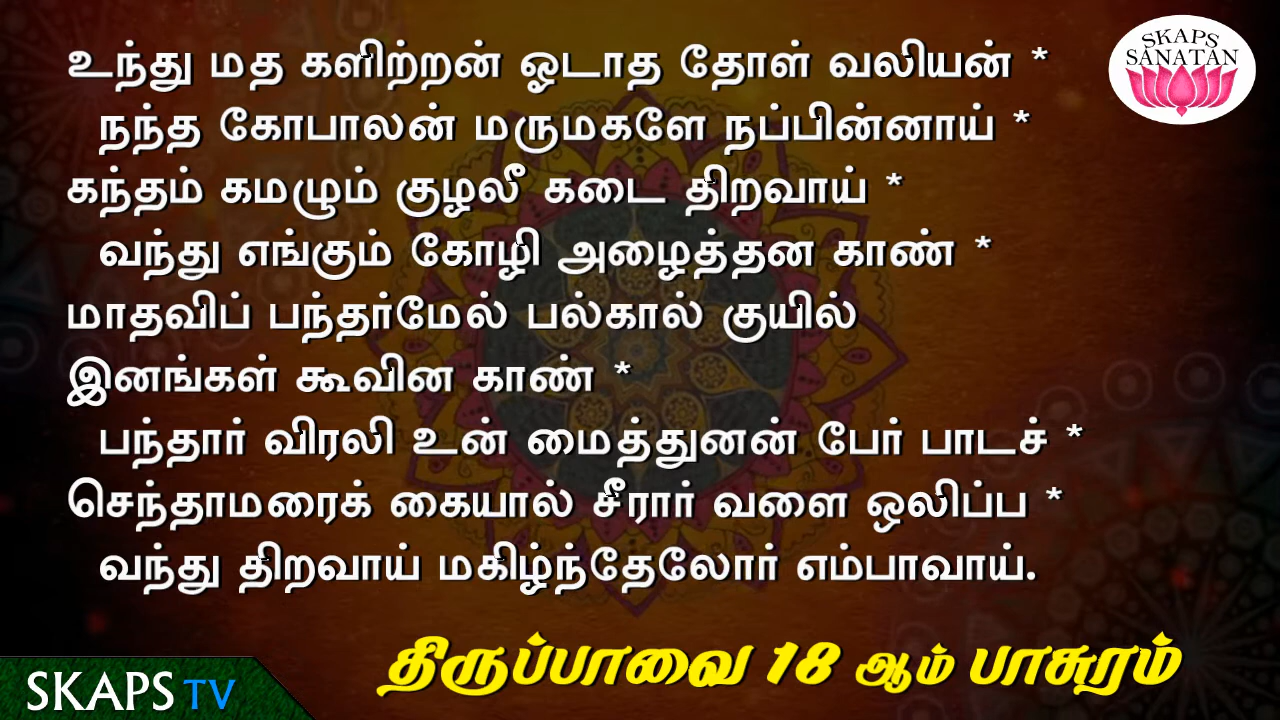 உந்து மத களிற்றன் ஓடாத தோள் வலியன் *
நந்த கோபாலன் மருமகளே நப்பின்னாய் *
கந்தம் கமழும் குழலீ கடை திறவாய் *
வந்து எங்கும் கோழி அழைத்தன காண் *
மாதவிப் பந்தர்மேல் பல்கால் குயில்
இனங்கள் கூவின காண் *
பந்தார் விரலி உன் மைத்துனன் பேர் பாடச் *
செந்தாமரைக் கையால் சீரார் வளை ஒலிப்ப *
வந்து திறவாய் மகிழ்ந்தேலோர் எம்பாவாய்.
திருப்பாவை 18 ஆம் பாசுரம்
SKAPS
SANATAN
SKAPS TV